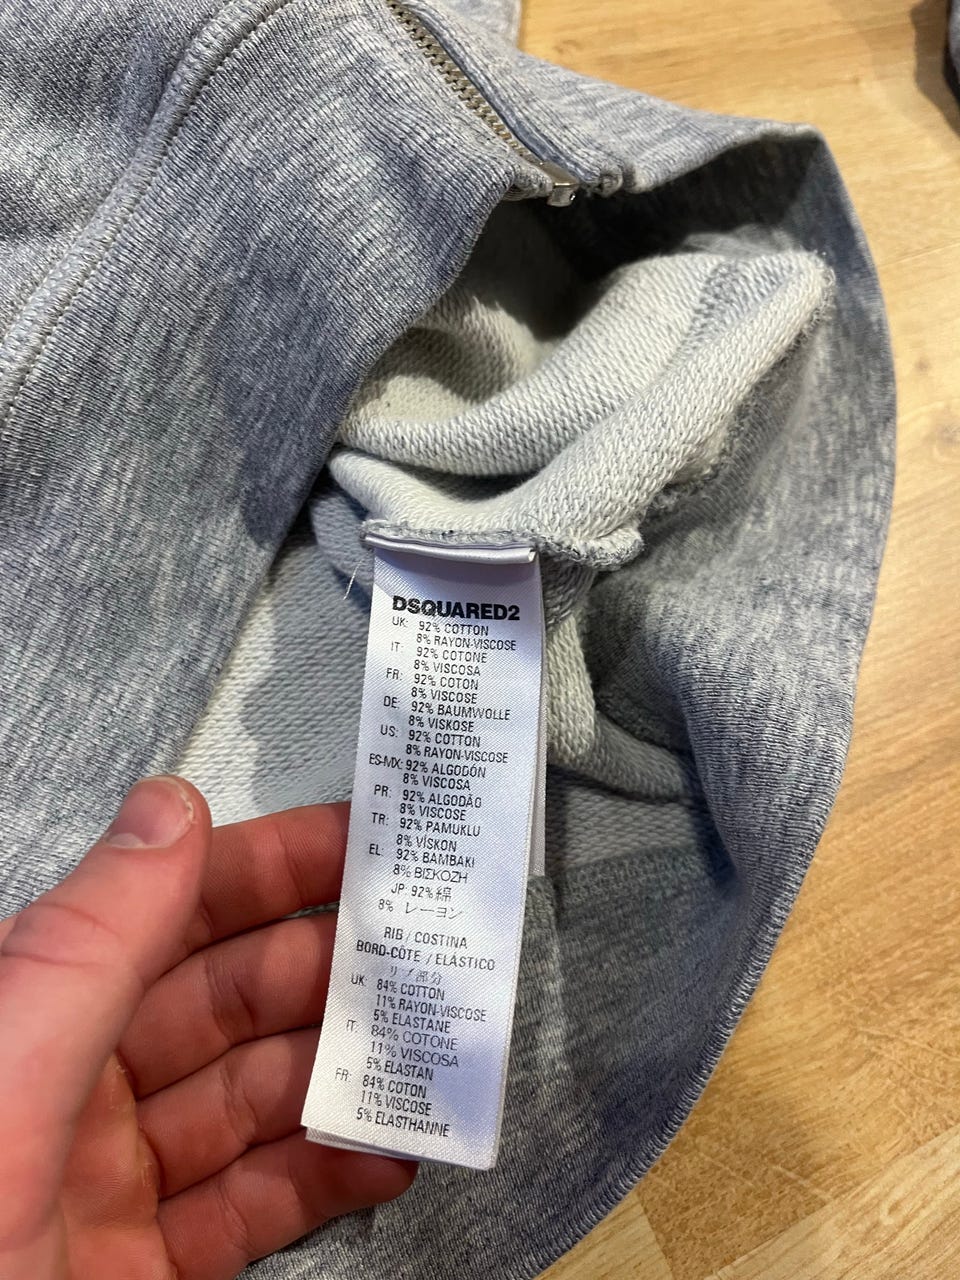 DSQUARED2
UK: 92% COTTON
8% RAYON-VISCOSE
IT: 92% COTONE
8% VISCOSA
FR: 92% COTON
8% VISCOSE
DE: 92% BAUMWOLLE
8% VISKOSE
US: 92% COTTON
8% RAYON-VISCOSE
ES-MX: 92% ALGODÓN
8% VISCOSA
PR: 92% ALGODÃO
8% VISCOSE
TR: 92% PAMUKLU
8% VİSKON
EL: 92% BAMBAKI
8% ΒΙΣΚΟΖΗ
JP: 92% 綿
8% レーヨン
RIB / COSTINA
BORD-CÔTE / ELASTICO
リブ部分
UK: 84% COTTON
11% RAYON-VISCOSE
5% ELASTANE
IT: 84% COTONE
11% VISCOSA
5% ELASTAN
FR: 84% COTON
11% VISCOSE
5% ELASTHANNE